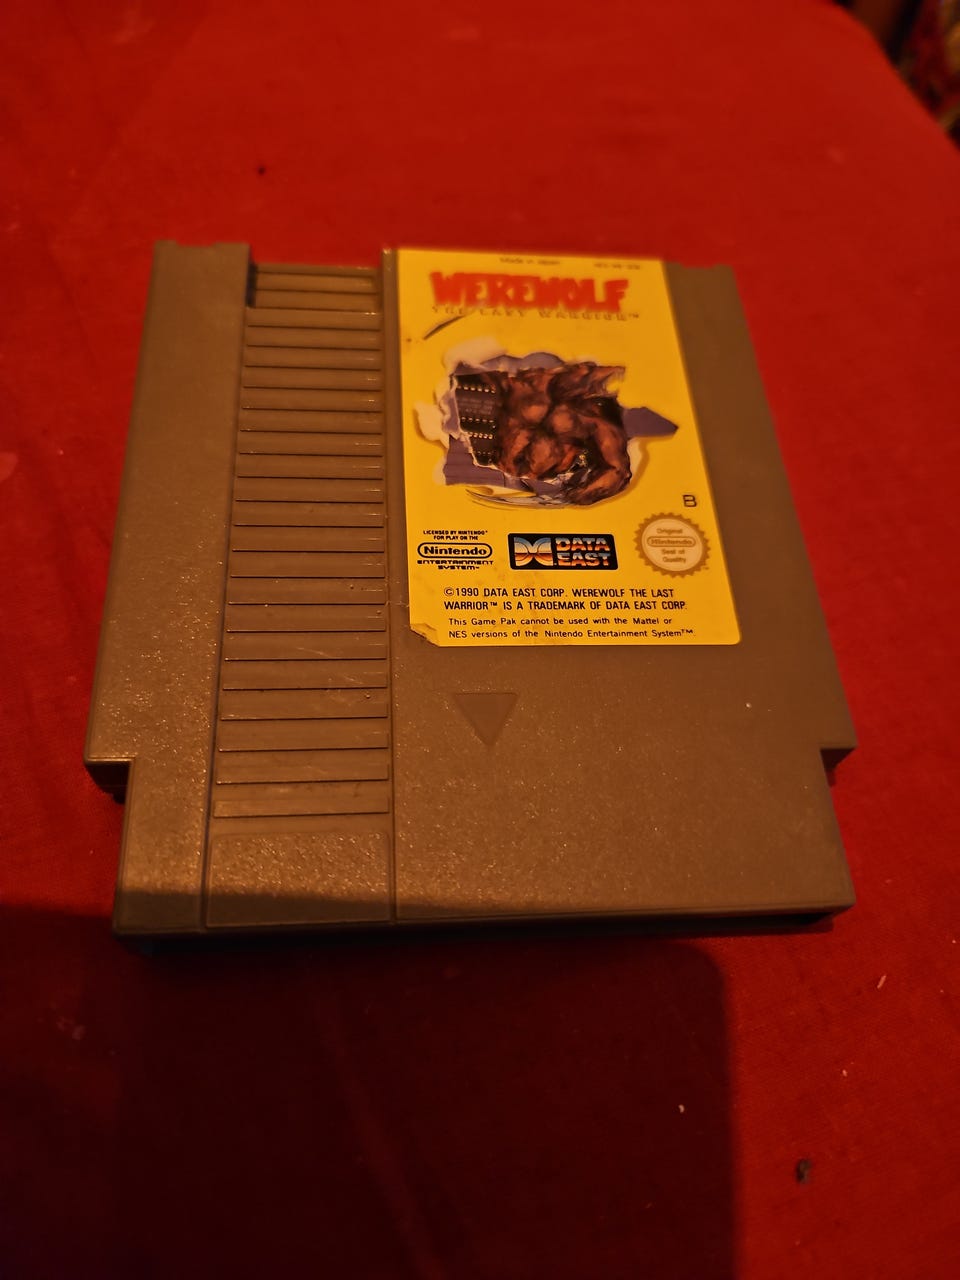 Made in Japan
WEREWOLF
THE LAST WARRIOR™
B
LICENSED BY NINTENDO®
FOR PLAY ON THE
Nintendo
ENTERTAINMENT
SYSTEM™
DATA
EAST
Original
Nintendo
Seal of
Quality
©1990 DATA EAST CORP. WEREWOLF THE LAST
WARRIOR™ IS A TRADEMARK OF DATA EAST CORP.
This Game Pak cannot be used with the Mattel or
NES versions of the Nintendo Entertainment System™.